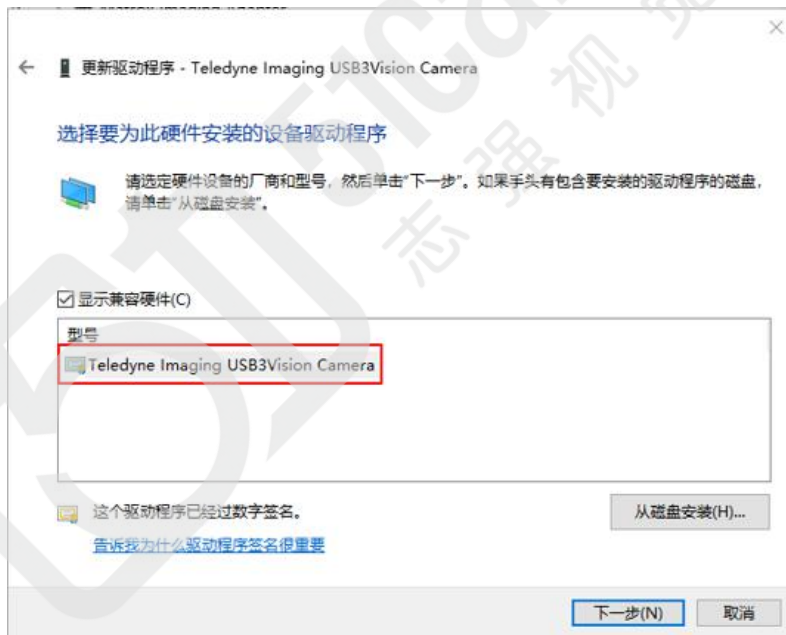 更新驱动程序 - Teledyne Imaging USB3Vision Camera
选择要为此硬件安装的设备驱动程序
请选定硬件设备的厂商和型号，然后单击“下一步”。如果手头有包含要安装的驱动程序的磁盘，
请单击“从磁盘安装”。
显示兼容硬件(C)
型号
Teledyne Imaging USB3Vision Camera
这个驱动程序已经过数字签名。
从磁盘安装(H)...
告诉我为什么驱动程序签名很重要
下一步(N)
取消
志强视觉